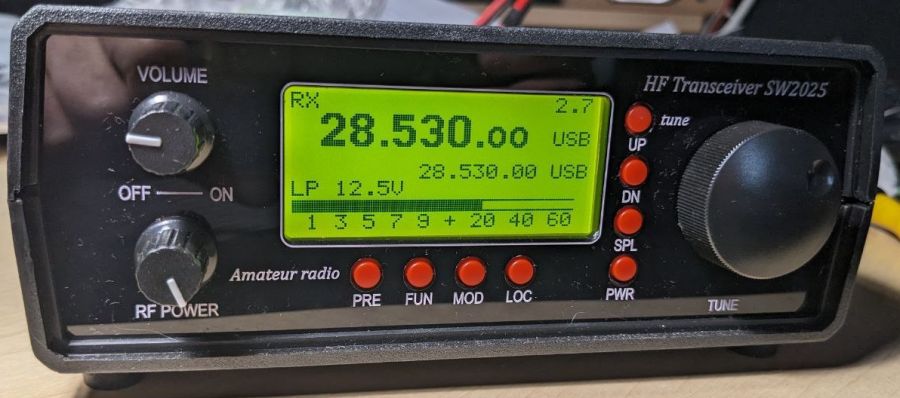 VOLUME
OFF ON
RF POWER
RX 2.7
28.530.00 USB
28.530.00 USB
LP 12.5V
1 3 5 7 9 + 20 40 60
Amateur radio
PRE FUN MOD LOC
HF Transceiver SW2025
tune
UP
DN
SPL
PWR
TUNE